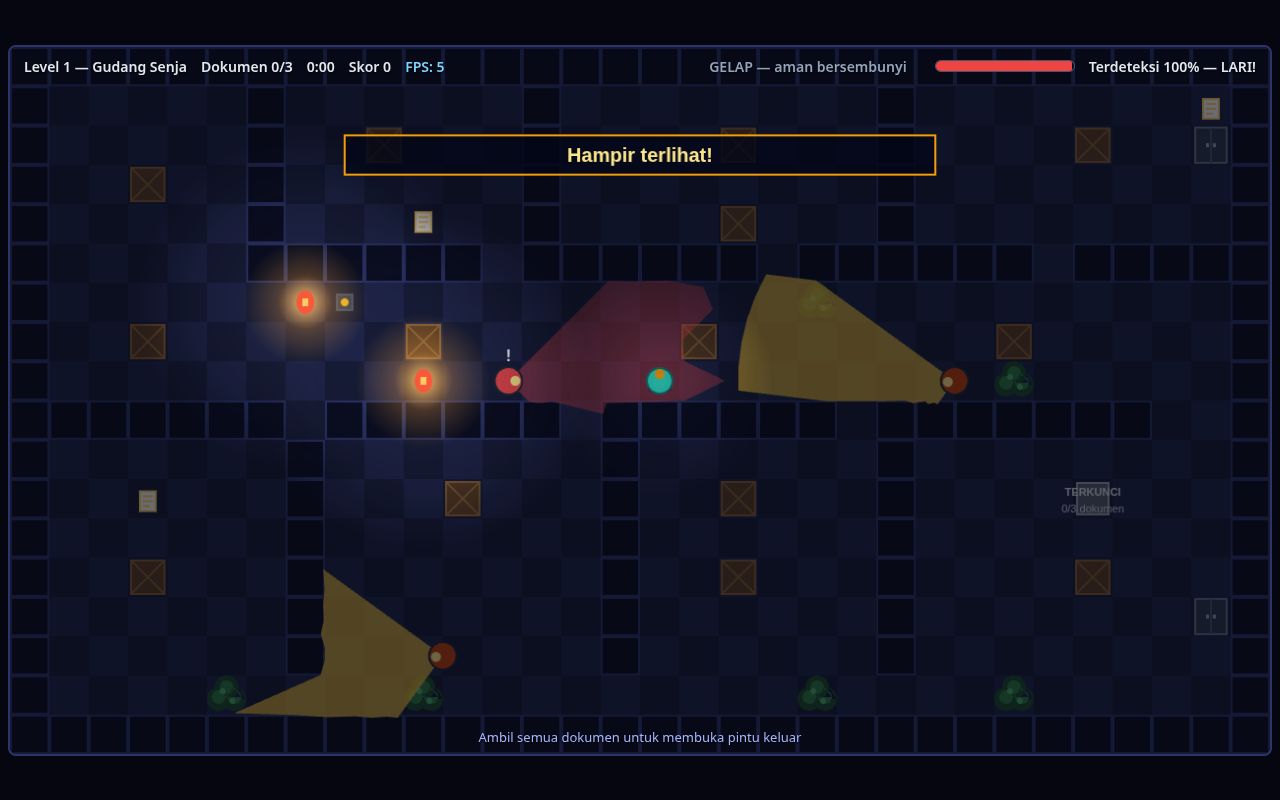 Level 1 — Gudang Senja Dokumen 0/3 0:00 Skor 0 FPS: 5 GELAP — aman bersembunyi Terdeteksi 100% — LARI!
Hampir terlihat!
!
TERKUNCI
0/3 dokumen
Ambil semua dokumen untuk membuka pintu keluar